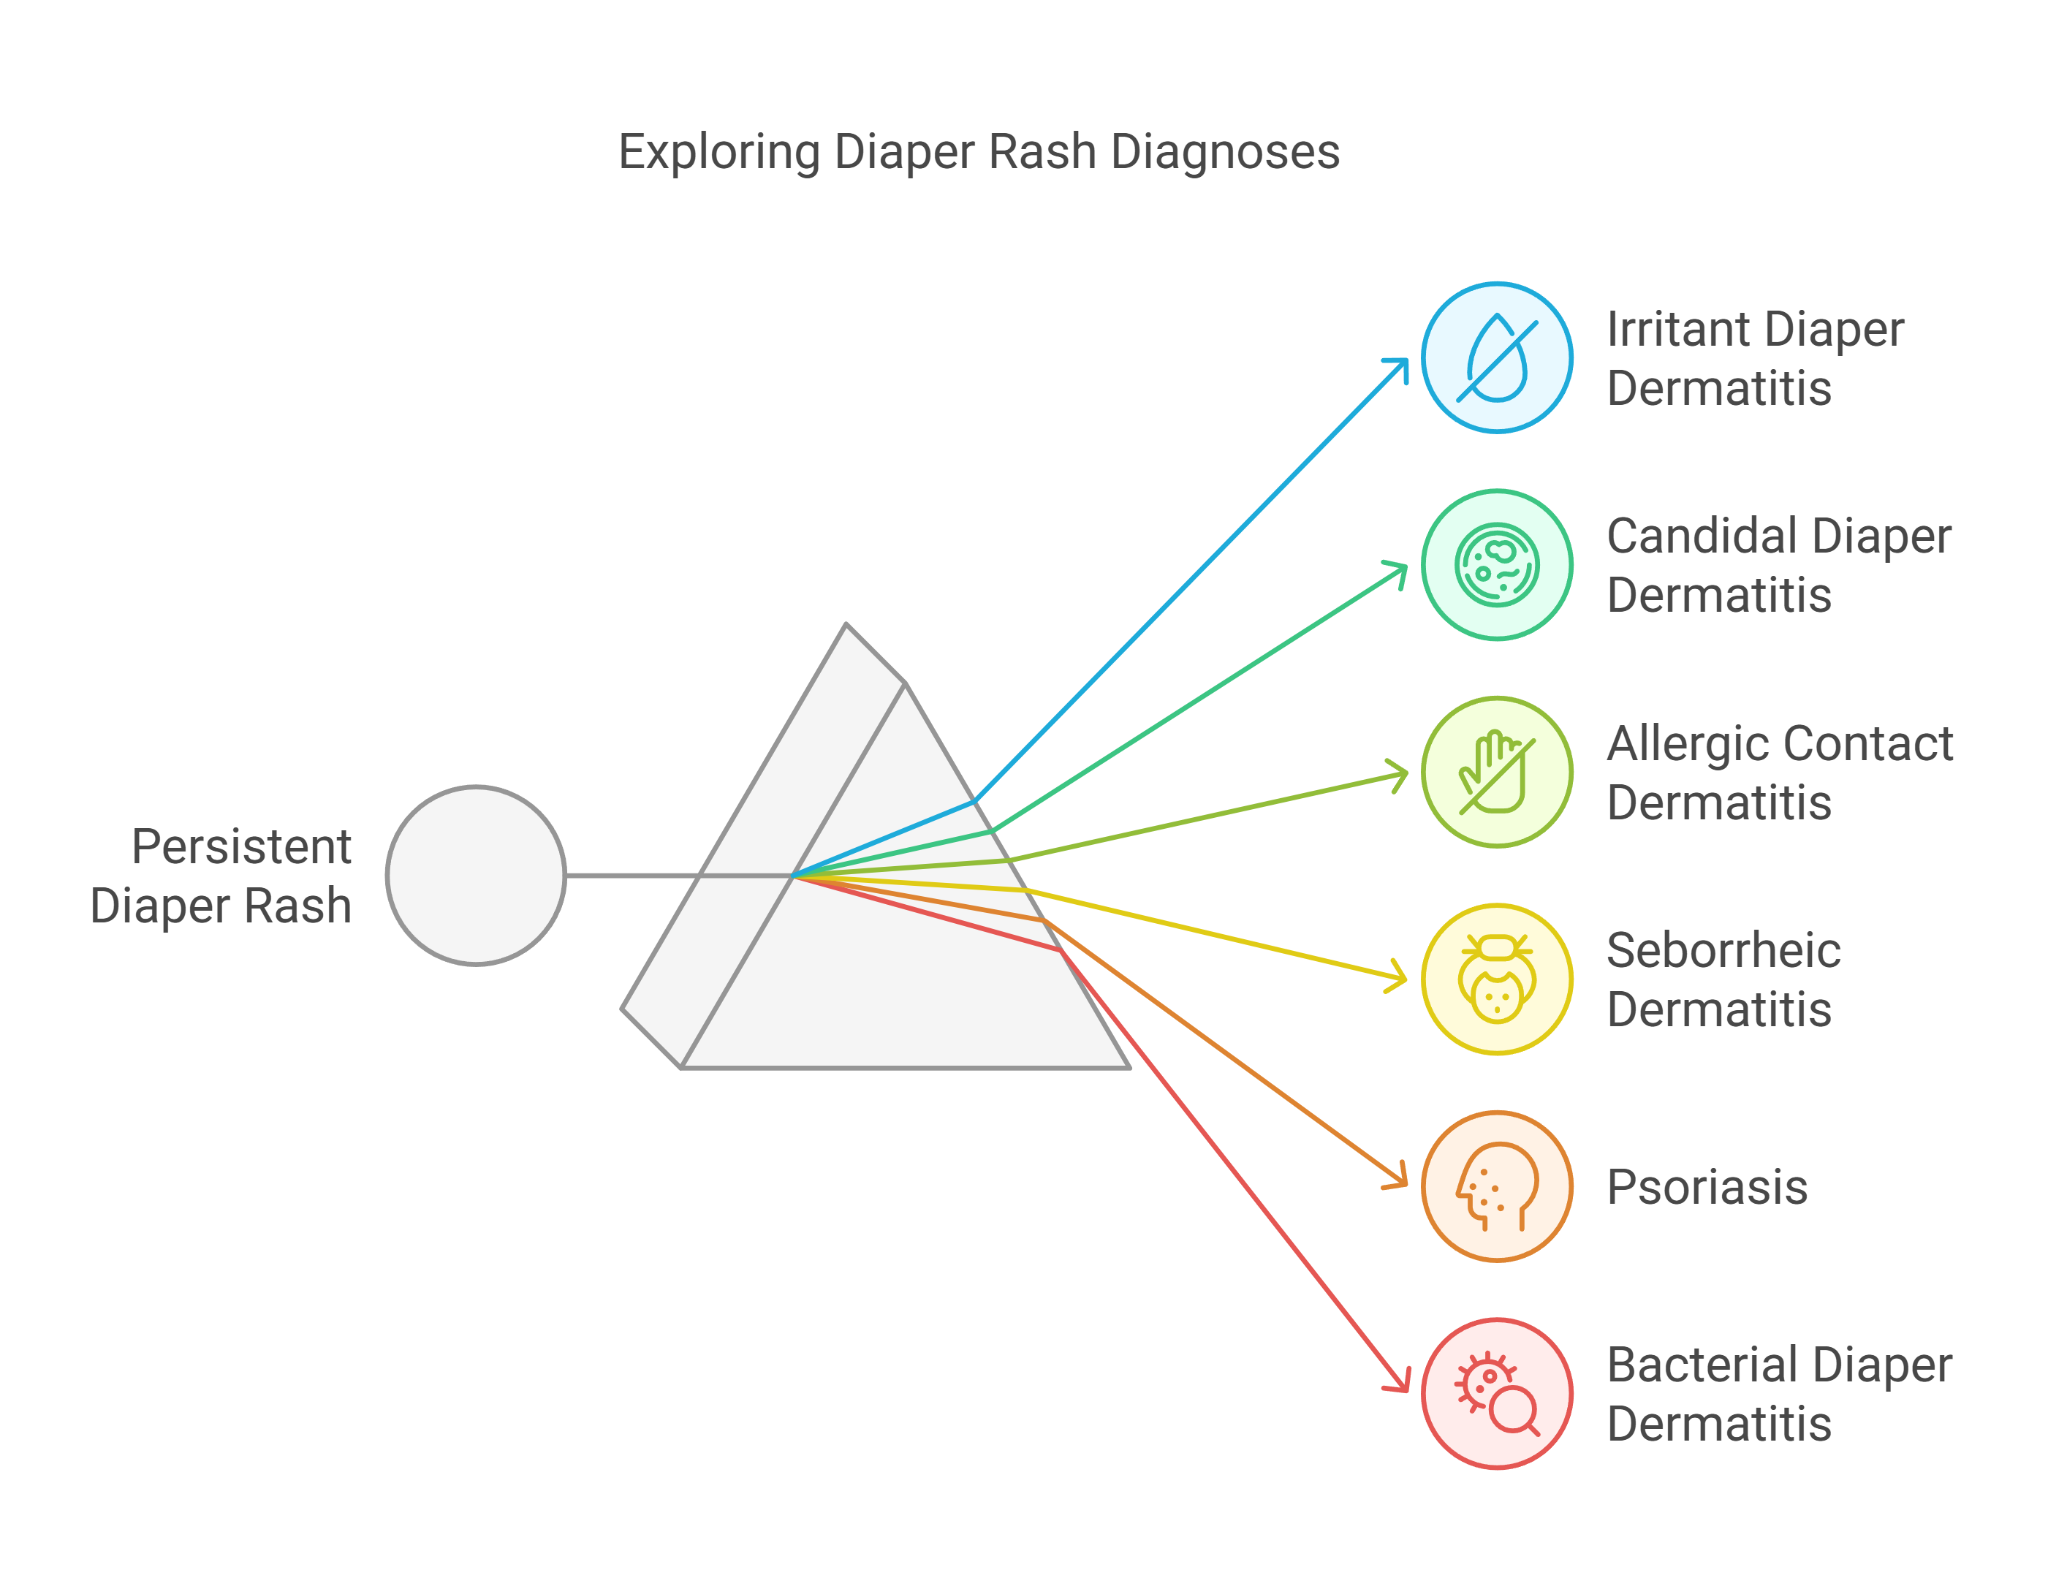 Exploring Diaper Rash Diagnoses
Persistent
Diaper Rash
Irritant Diaper
Dermatitis
Candidal Diaper
Dermatitis
Allergic Contact
Dermatitis
Seborrheic
Dermatitis
Psoriasis
Bacterial Diaper
Dermatitis